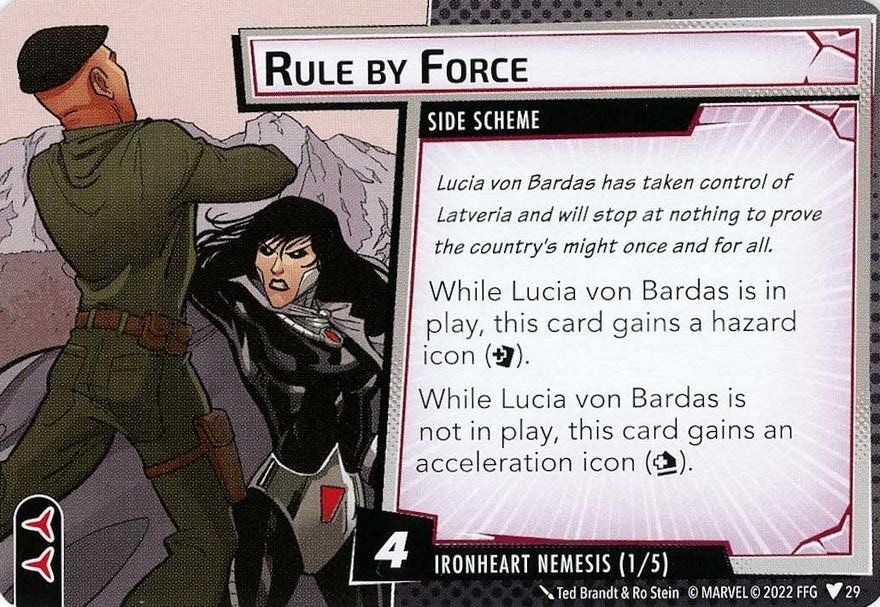 RULE BY FORCE
SIDE SCHEME
Lucia von Bardas has taken control of
Latveria and will stop at nothing to prove
the country's might once and for all.
While Lucia von Bardas is in
play, this card gains a hazard
icon ( ).
While Lucia von Bardas is
not in play, this card gains an
acceleration icon ( ).
4
IRONHEART NEMESIS (1/5)
Ted Brandt & Ro Stein © MARVEL © 2022 FFG 29